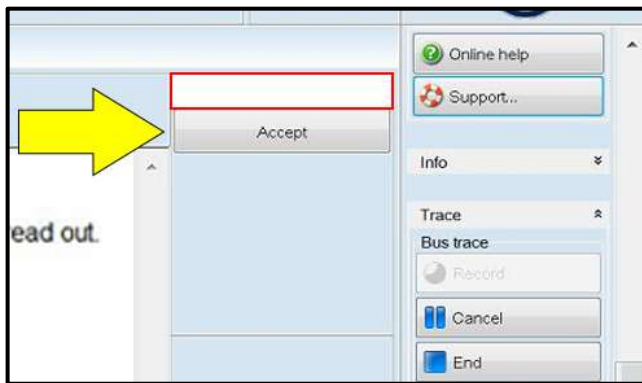 Online help
Support...
Accept
Info
ead out.
Trace
Bus trace
Record
Cancel
End